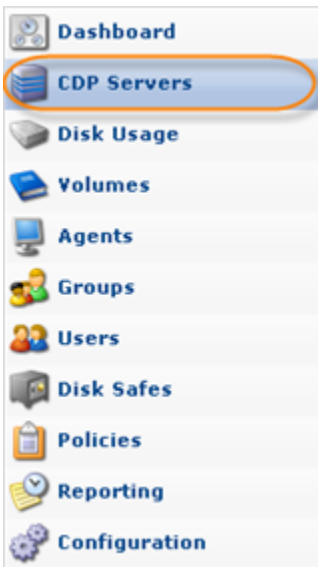 Dashboard
CDP Servers
Disk Usage
Volumes
Agents
Groups
Users
Disk Safes
Policies
Reporting
Configuration